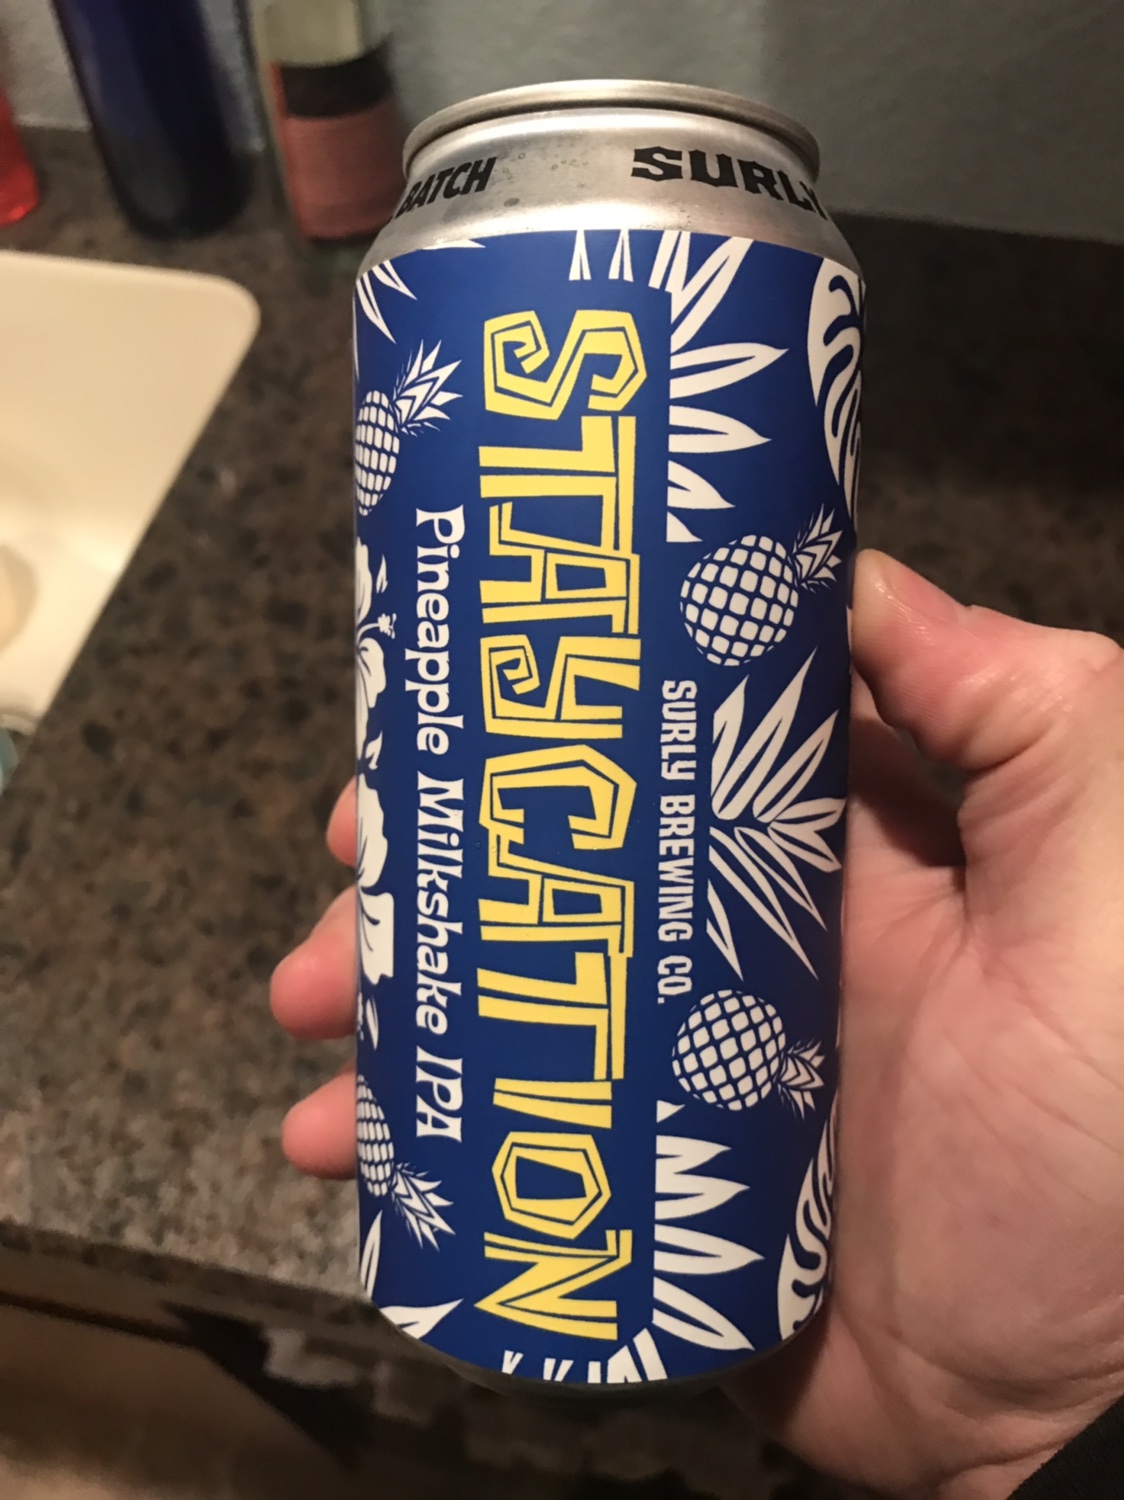 BATCH
SURLY
SURLY BREWING CO.
STAYCATION
Pineapple Milkshake IPA